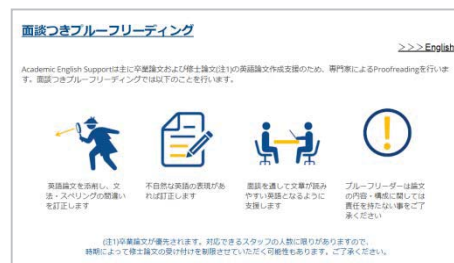 面談つきプルーフリーディング
>>>English
Academic English Supportは主に卒業論文および修士論文(注1)の英語論文作成支援のため、専門家によるProofreadingを行いま
す。面談つきプルーフリーディングでは以下のことを行います。
英語論文を添削し、文
法・スペリングの間違い
を訂正します
不自然な英語の表現があ
れば訂正します
面談を通して文章が読み
やすい英語となるように
支援します
プルーフリーダーは論文
の内容・構成に関しては
責任を持たない事をご了
承ください
(注1)卒業論文が優先されます。対応できるスタッフの人数に限りがありますので、
時期によって修士論文の受け付けを制限させていただく可能性もあります、ご了承ください。